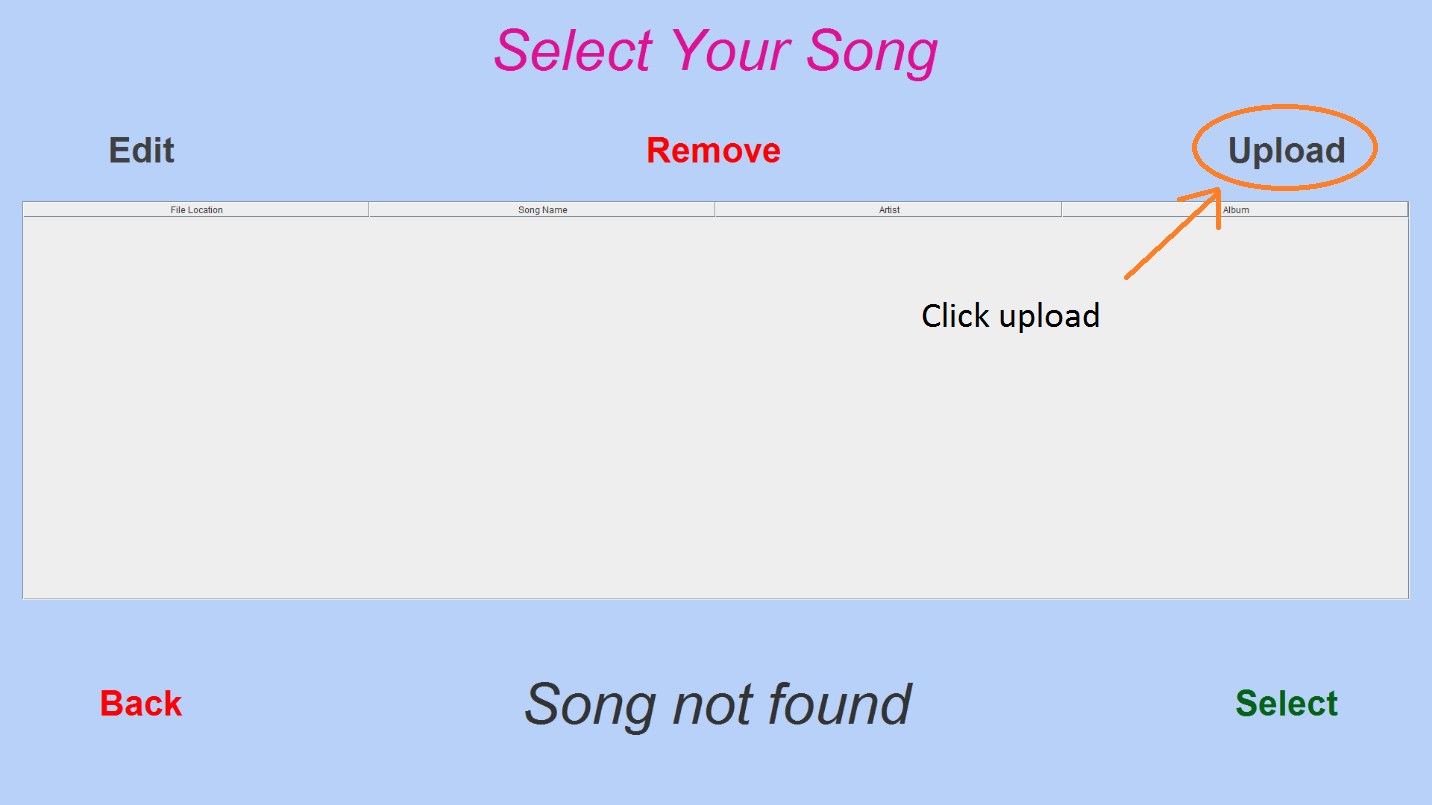 Select Your Song
Edit Remove Upload
File Location Song Name Artist Album
Click upload
Back Song not found Select